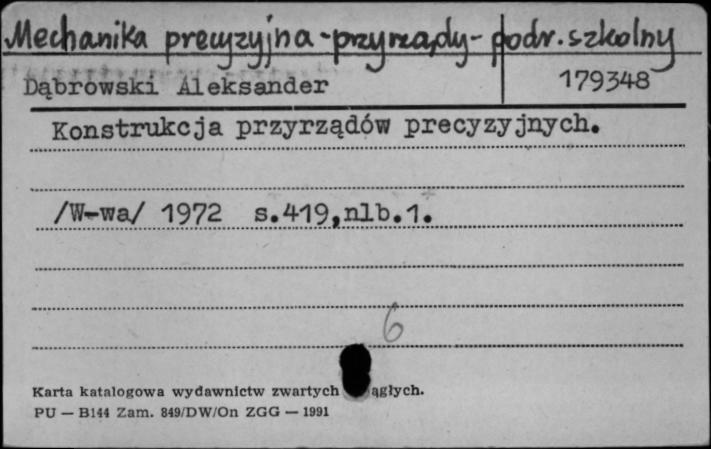 Mechanika precyzyjna - przyrządy - podr. szkolny
Dąbrowski Aleksander
179348
Konstrukcja przyrządów precyzyjnych.
/W-wa/ 1972 s.419,nlb.1.
6
Karta katalogowa wydawnictw zwartych ągłych.
PU — B144 Zam. 849/DW/On ZGG — 1991